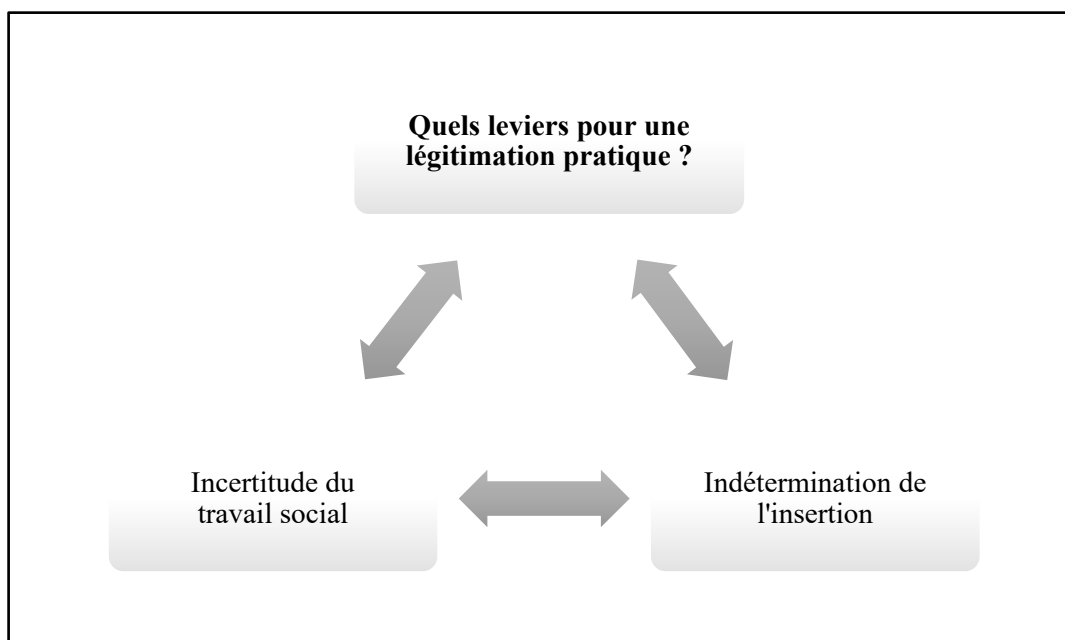 Quels leviers pour une
légitimation pratique ?
Incertitude du
travail social
Indétermination de
l'insertion